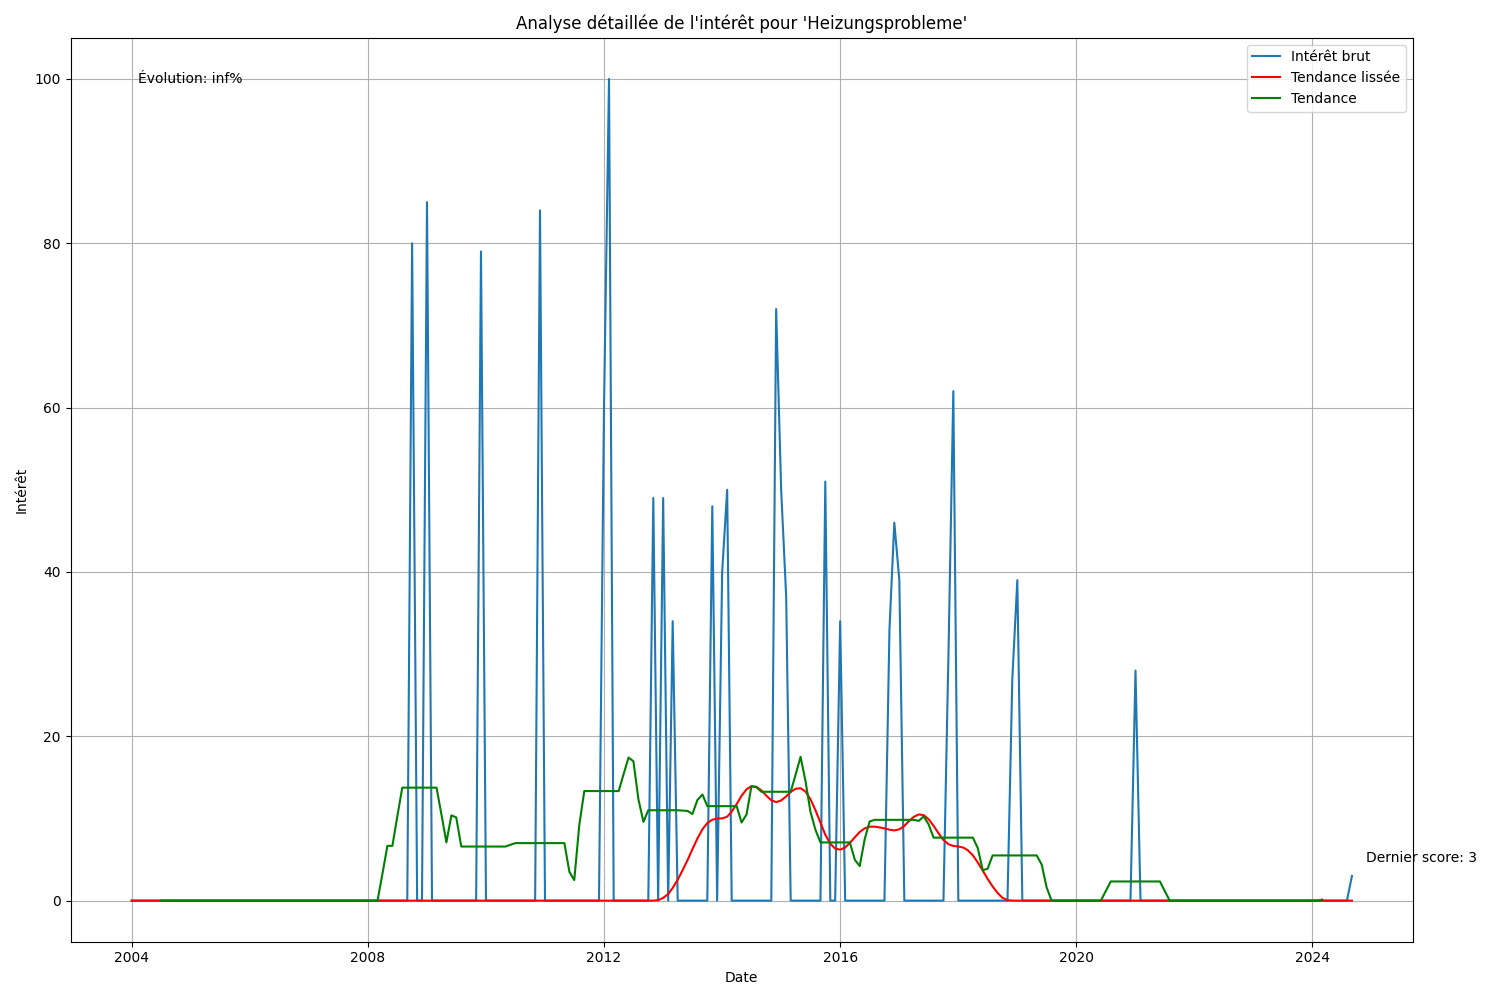 Analyse détaillée de l'intérêt pour 'Heizungsprobleme'
Évolution: inf%
Intérêt brut
Tendance lissée
Tendance
100
80
60
40
20
0
Intérêt
Dernier score: 3
2004
2008
2012
2016
2020
2024
Date